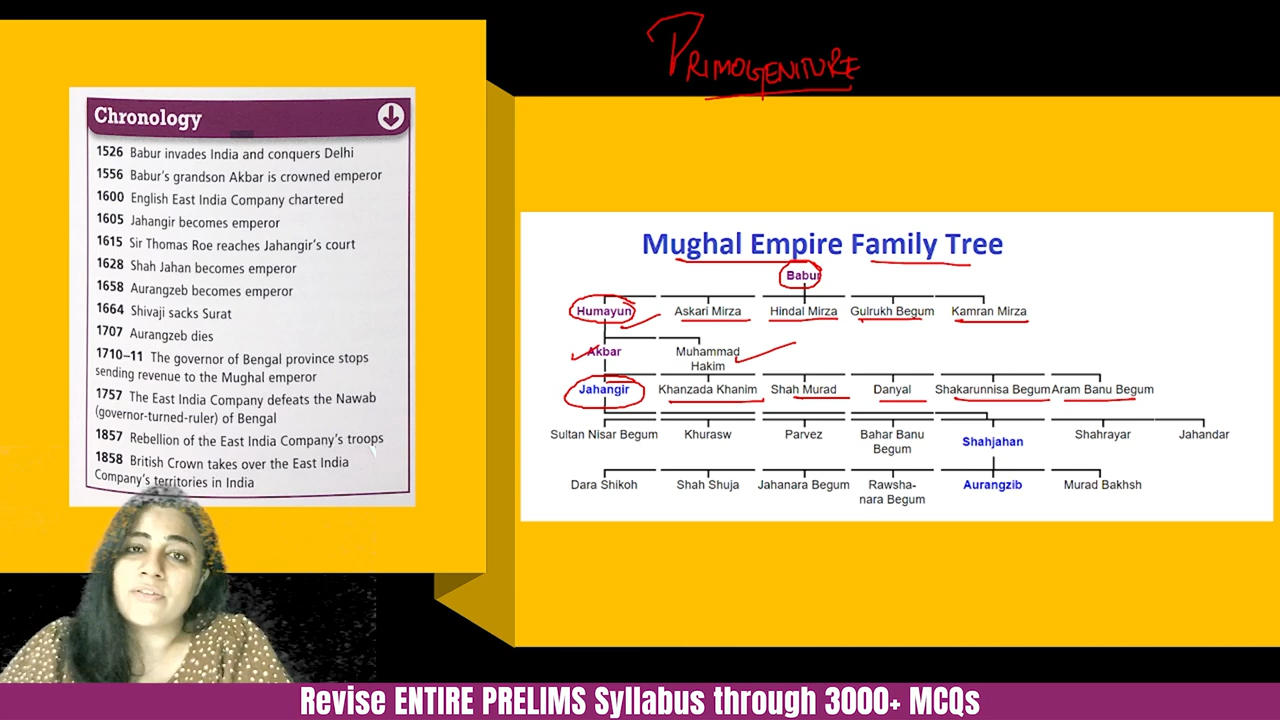 PRIMOGENITURE
Chronology
1526 Babur invades India and conquers Delhi
1556 Babur's grandson Akbar is crowned emperor
1600 English East India Company chartered
1605 Jahangir becomes emperor
1615 Sir Thomas Roe reaches Jahangir's court
1628 Shah Jahan becomes emperor
1658 Aurangzeb becomes emperor
1664 Shivaji sacks Surat
1707 Aurangzeb dies
1710–11 The governor of Bengal province stops
sending revenue to the Mughal emperor
1757 The East India Company defeats the Nawab
(governor-turned-ruler) of Bengal
1857 Rebellion of the East India Company's troops
1858 British Crown takes over the East India
Company's territories in India
Mughal Empire Family Tree
Babur
Humayun Askari Mirza Hindal Mirza Gulrukh Begum Kamran Mirza
Akbar Muhammad
Hakim
Jahangir Khanzada Khanim Shah Murad Danyal Shakarunnisa Begum Aram Banu Begum
Sultan Nisar Begum Khurasw Parvez Bahar Banu
Begum Shahjahan Shahrayar Jahandar
Dara Shikoh Shah Shuja Jahanara Begum Rawsha-
nara Begum Aurangzib Murad Bakhsh
Revise ENTIRE PRELIMS Syllabus through 3000+ MCQs